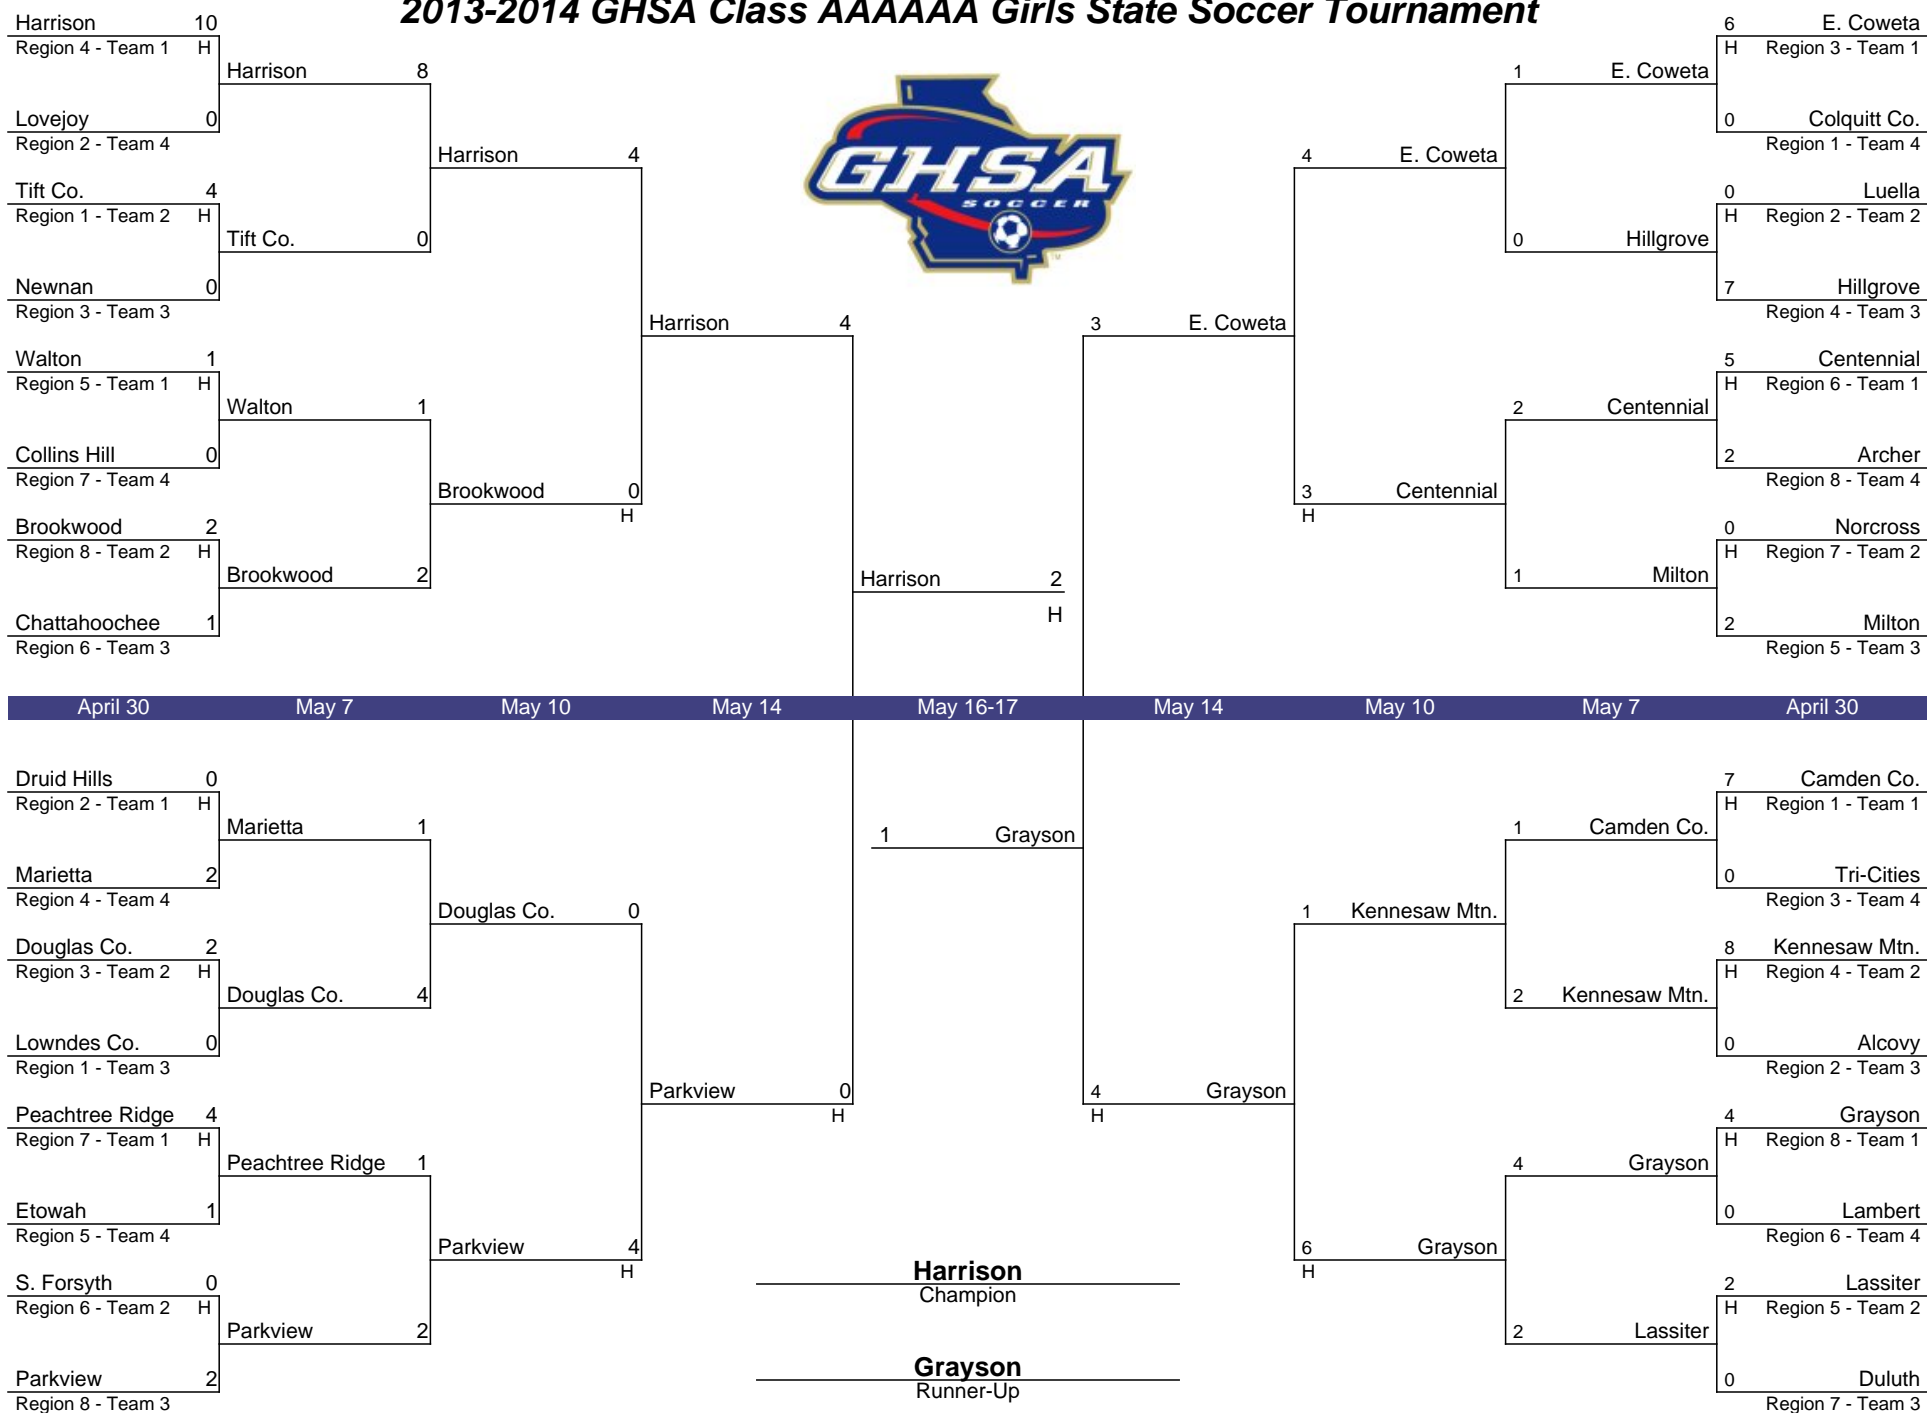 2013-2014 GHSA Class AAAAAA Girls State Soccer Tournament
GHSA
SOCCER
TM
Harrison 10
Region 4 - Team 1 H
Lovejoy 0
Region 2 - Team 4
Tift Co. 4
Region 1 - Team 2 H
Newnan 0
Region 3 - Team 3
Walton 1
Region 5 - Team 1 H
Collins Hill 0
Region 7 - Team 4
Brookwood 2
Region 8 - Team 2 H
Chattahoochee 1
Region 6 - Team 3
Harrison 8
Tift Co. 0
Walton 1
Brookwood 2
Harrison 4
Brookwood 0
H
Harrison 4
Harrison 2
H
3 E. Coweta
4 E. Coweta
3 Centennial
H
1 E. Coweta
0 Hillgrove
2 Centennial
1 Milton
6 E. Coweta
H Region 3 - Team 1
0 Colquitt Co.
Region 1 - Team 4
0 Luella
H Region 2 - Team 2
7 Hillgrove
Region 4 - Team 3
5 Centennial
H Region 6 - Team 1
2 Archer
Region 8 - Team 4
0 Norcross
H Region 7 - Team 2
2 Milton
Region 5 - Team 3
April 30 May 7 May 10 May 14 May 16-17 May 14 May 10 May 7 April 30
Druid Hills 0
Region 2 - Team 1 H
Marietta 2
Region 4 - Team 4
Douglas Co. 2
Region 3 - Team 2 H
Lowndes Co. 0
Region 1 - Team 3
Peachtree Ridge 4
Region 7 - Team 1 H
Etowah 1
Region 5 - Team 4
S. Forsyth 0
Region 6 - Team 2 H
Parkview 2
Region 8 - Team 3
Marietta 1
Douglas Co. 4
Peachtree Ridge 1
Parkview 2
Douglas Co. 0
Parkview 4
H
Parkview 0
H
1 Grayson
4 Grayson
H
1 Kennesaw Mtn.
6 Grayson
H
1 Camden Co.
2 Kennesaw Mtn.
4 Grayson
2 Lassiter
7 Camden Co.
H Region 1 - Team 1
0 Tri-Cities
Region 3 - Team 4
8 Kennesaw Mtn.
H Region 4 - Team 2
0 Alcovy
Region 2 - Team 3
4 Grayson
H Region 8 - Team 1
0 Lambert
Region 6 - Team 4
2 Lassiter
H Region 5 - Team 2
0 Duluth
Region 7 - Team 3
Harrison
Champion
Grayson
Runner-Up